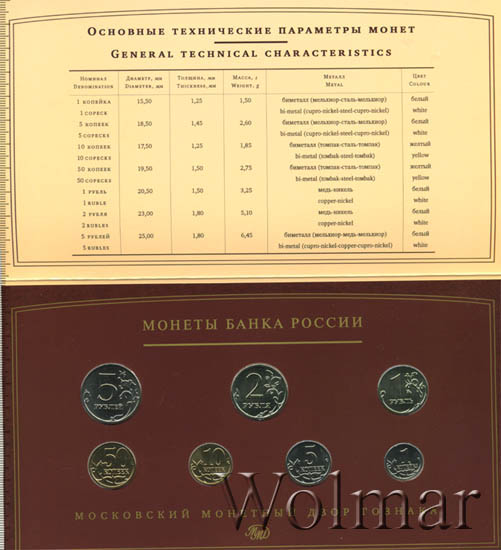 Основные технические параметры монет
General technical characteristics
Номинал Диаметр, мм Толщина, мм Масса, г Металл Цвет
Denomination Diameter, mm Thickness, mm Weight, g Metal Colour
1 копейка 15,50 1,25 1,50 биметалл (мельхиор-сталь-мельхиор) белый
1 copeck bi-metal (cupro-nickel-steel-cupro-nickel) white
5 копеек 18,50 1,45 2,60 биметалл (мельхиор-сталь-мельхиор) белый
5 copecks bi-metal (cupro-nickel-steel-cupro-nickel) white
10 копеек 17,50 1,25 1,85 биметалл (томпак-сталь-томпак) желтый
10 copecks bi-metal (tombak-steel-tombak) yellow
50 копеек 19,50 1,50 2,75 биметалл (томпак-сталь-томпак) желтый
50 copecks bi-metal (tombak-steel-tombak) yellow
1 рубль 20,50 1,50 3,25 медь-никель белый
1 ruble copper-nickel white
2 рубля 23,00 1,80 5,10 медь-никель белый
2 rubles copper-nickel white
5 рублей 25,00 1,80 6,45 биметалл (мельхиор-медь-мельхиор) белый
5 rubles bi-metal (cupro-nickel-copper-cupro-nickel) white
МОНЕТЫ БАНКА РОССИИ
5 РУБЛЕЙ 2 РУБЛЯ 1 РУБЛЬ
50 КОПЕЕК 10 КОПЕЕК 5 КОПЕЕК 1 КОПЕЙКА
Wolmar
МОСКОВСКИЙ МОНЕТНЫЙ ДВОР ГОЗНАКА
ММД